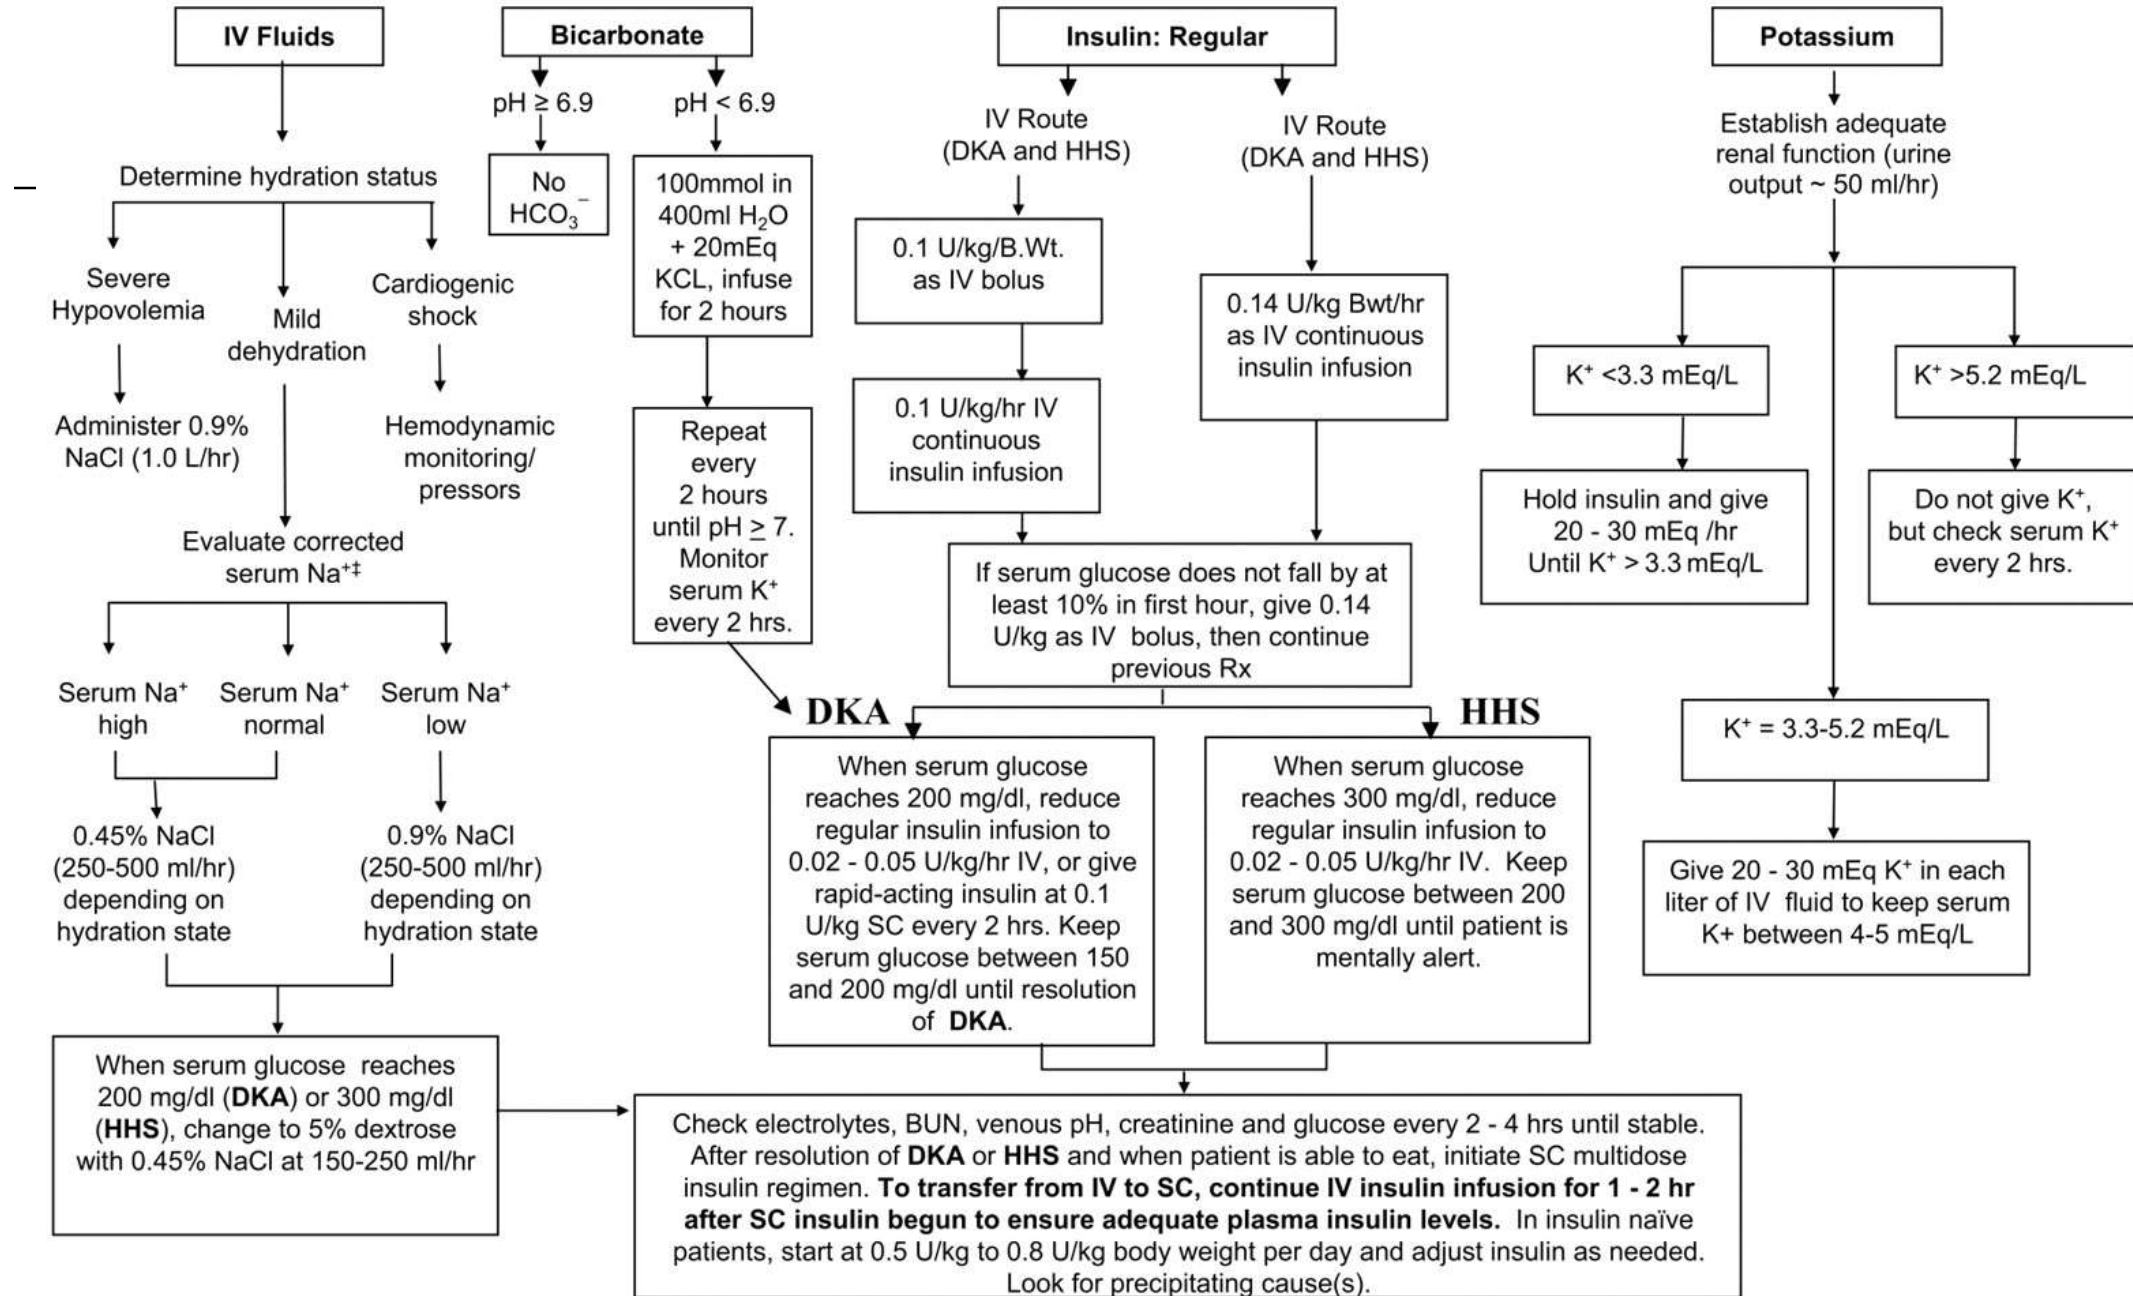 IV Fluids
Determine hydration status
Severe
Hypovolemia
Mild
dehydration
Cardiogenic
shock
Administer 0.9%
NaCl (1.0 L/hr)
Hemodynamic
monitoring/
pressors
Evaluate corrected
serum Na⁺‡
Serum Na⁺
high
Serum Na⁺
normal
Serum Na⁺
low
0.45% NaCl
(250-500 ml/hr)
depending on
hydration state
0.9% NaCl
(250-500 ml/hr)
depending on
hydration state
When serum glucose reaches
200 mg/dl (DKA) or 300 mg/dl
(HHS), change to 5% dextrose
with 0.45% NaCl at 150-250 ml/hr
Bicarbonate
pH ≥ 6.9
pH < 6.9
No
HCO₃⁻
100mmol in
400ml H₂O
+ 20mEq
KCL, infuse
for 2 hours
Repeat
every
2 hours
until pH ≥ 7.
Monitor
serum K⁺
every 2 hrs.
Insulin: Regular
IV Route
(DKA and HHS)
IV Route
(DKA and HHS)
0.1 U/kg/B.Wt.
as IV bolus
0.1 U/kg/hr IV
continuous
insulin infusion
0.14 U/kg Bwt/hr
as IV continuous
insulin infusion
If serum glucose does not fall by at
least 10% in first hour, give 0.14
U/kg as IV bolus, then continue
previous Rx
DKA
HHS
When serum glucose
reaches 200 mg/dl, reduce
regular insulin infusion to
0.02 - 0.05 U/kg/hr IV, or give
rapid-acting insulin at 0.1
U/kg SC every 2 hrs. Keep
serum glucose between 150
and 200 mg/dl until resolution
of DKA.
When serum glucose
reaches 300 mg/dl, reduce
regular insulin infusion to
0.02 - 0.05 U/kg/hr IV. Keep
serum glucose between 200
and 300 mg/dl until patient is
mentally alert.
Potassium
Establish adequate
renal function (urine
output ~ 50 ml/hr)
K⁺ <3.3 mEq/L
K⁺ >5.2 mEq/L
Hold insulin and give
20 - 30 mEq /hr
Until K⁺ > 3.3 mEq/L
Do not give K⁺,
but check serum K⁺
every 2 hrs.
K⁺ = 3.3-5.2 mEq/L
Give 20 - 30 mEq K⁺ in each
liter of IV fluid to keep serum
K+ between 4-5 mEq/L
Check electrolytes, BUN, venous pH, creatinine and glucose every 2 - 4 hrs until stable.
After resolution of DKA or HHS and when patient is able to eat, initiate SC multidose
insulin regimen. To transfer from IV to SC, continue IV insulin infusion for 1 - 2 hr
after SC insulin begun to ensure adequate plasma insulin levels. In insulin naïve
patients, start at 0.5 U/kg to 0.8 U/kg body weight per day and adjust insulin as needed.
Look for precipitating cause(s).